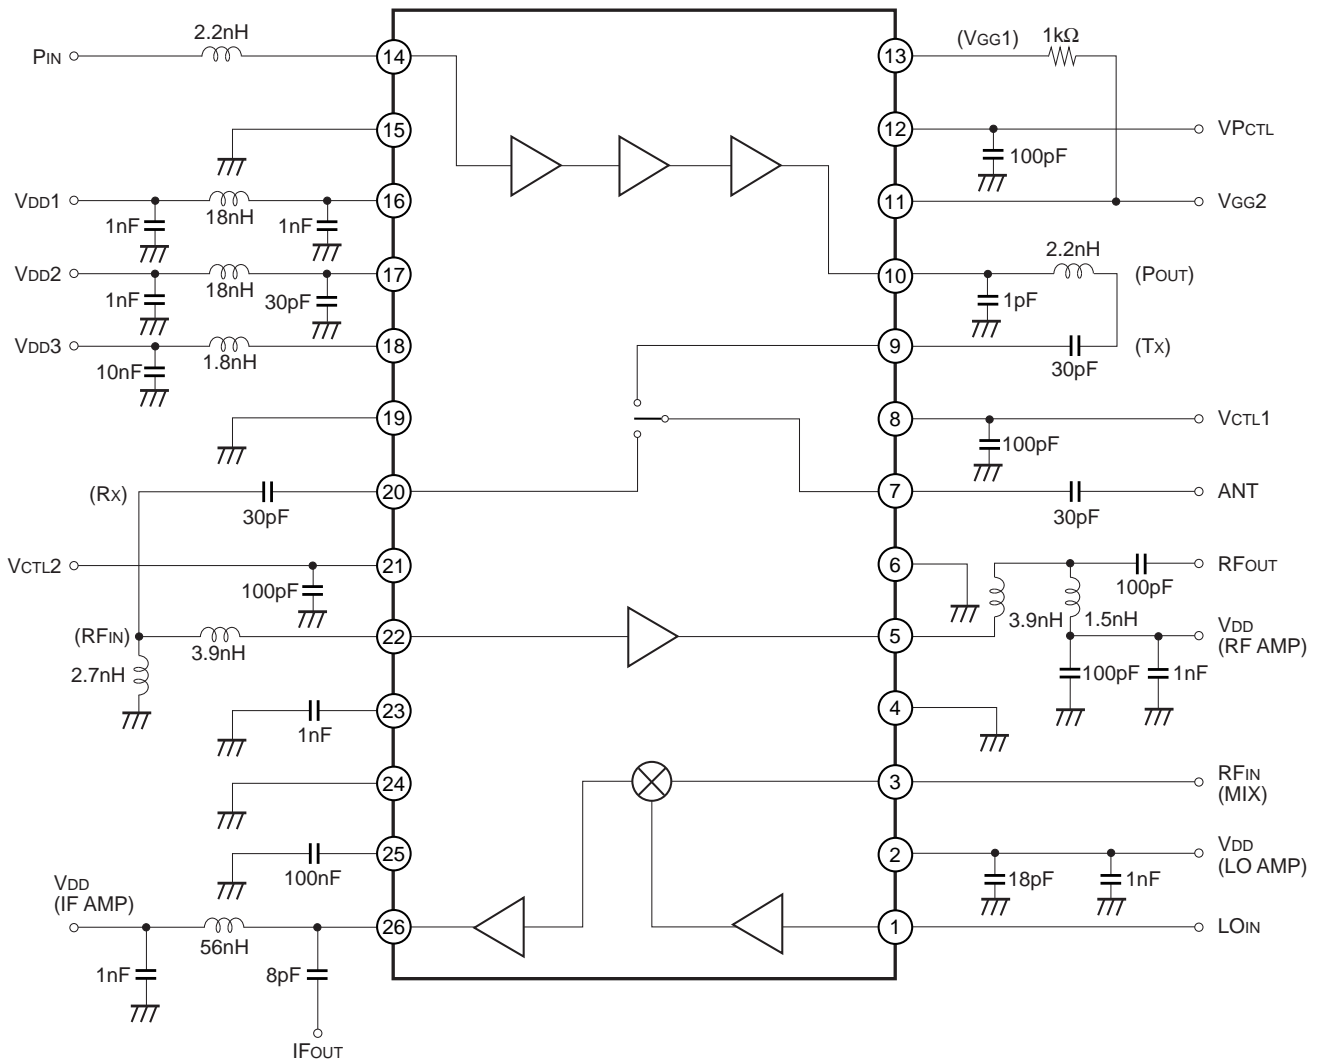 2.2nH
PIN
14
13
(VGG1)
1kΩ
15
12
VPCTL
100pF
VDD1
1nF
18nH
1nF
16
11
VGG2
VDD2
1nF
18nH
30pF
17
10
2.2nH
(POUT)
1pF
VDD3
10nF
1.8nH
18
9
(TX)
30pF
19
8
VCTL1
100pF
(RX)
30pF
20
7
ANT
30pF
VCTL2
100pF
21
6
RFOUT
100pF
3.9nH
1.5nH
(RFIN)
3.9nH
2.7nH
22
5
VDD
(RF AMP)
100pF
1nF
23
1nF
4
24
3
RFIN
(MIX)
25
100nF
2
VDD
(LO AMP)
18pF
1nF
VDD
(IF AMP)
56nH
26
1
LOIN
1nF
8pF
IFOUT